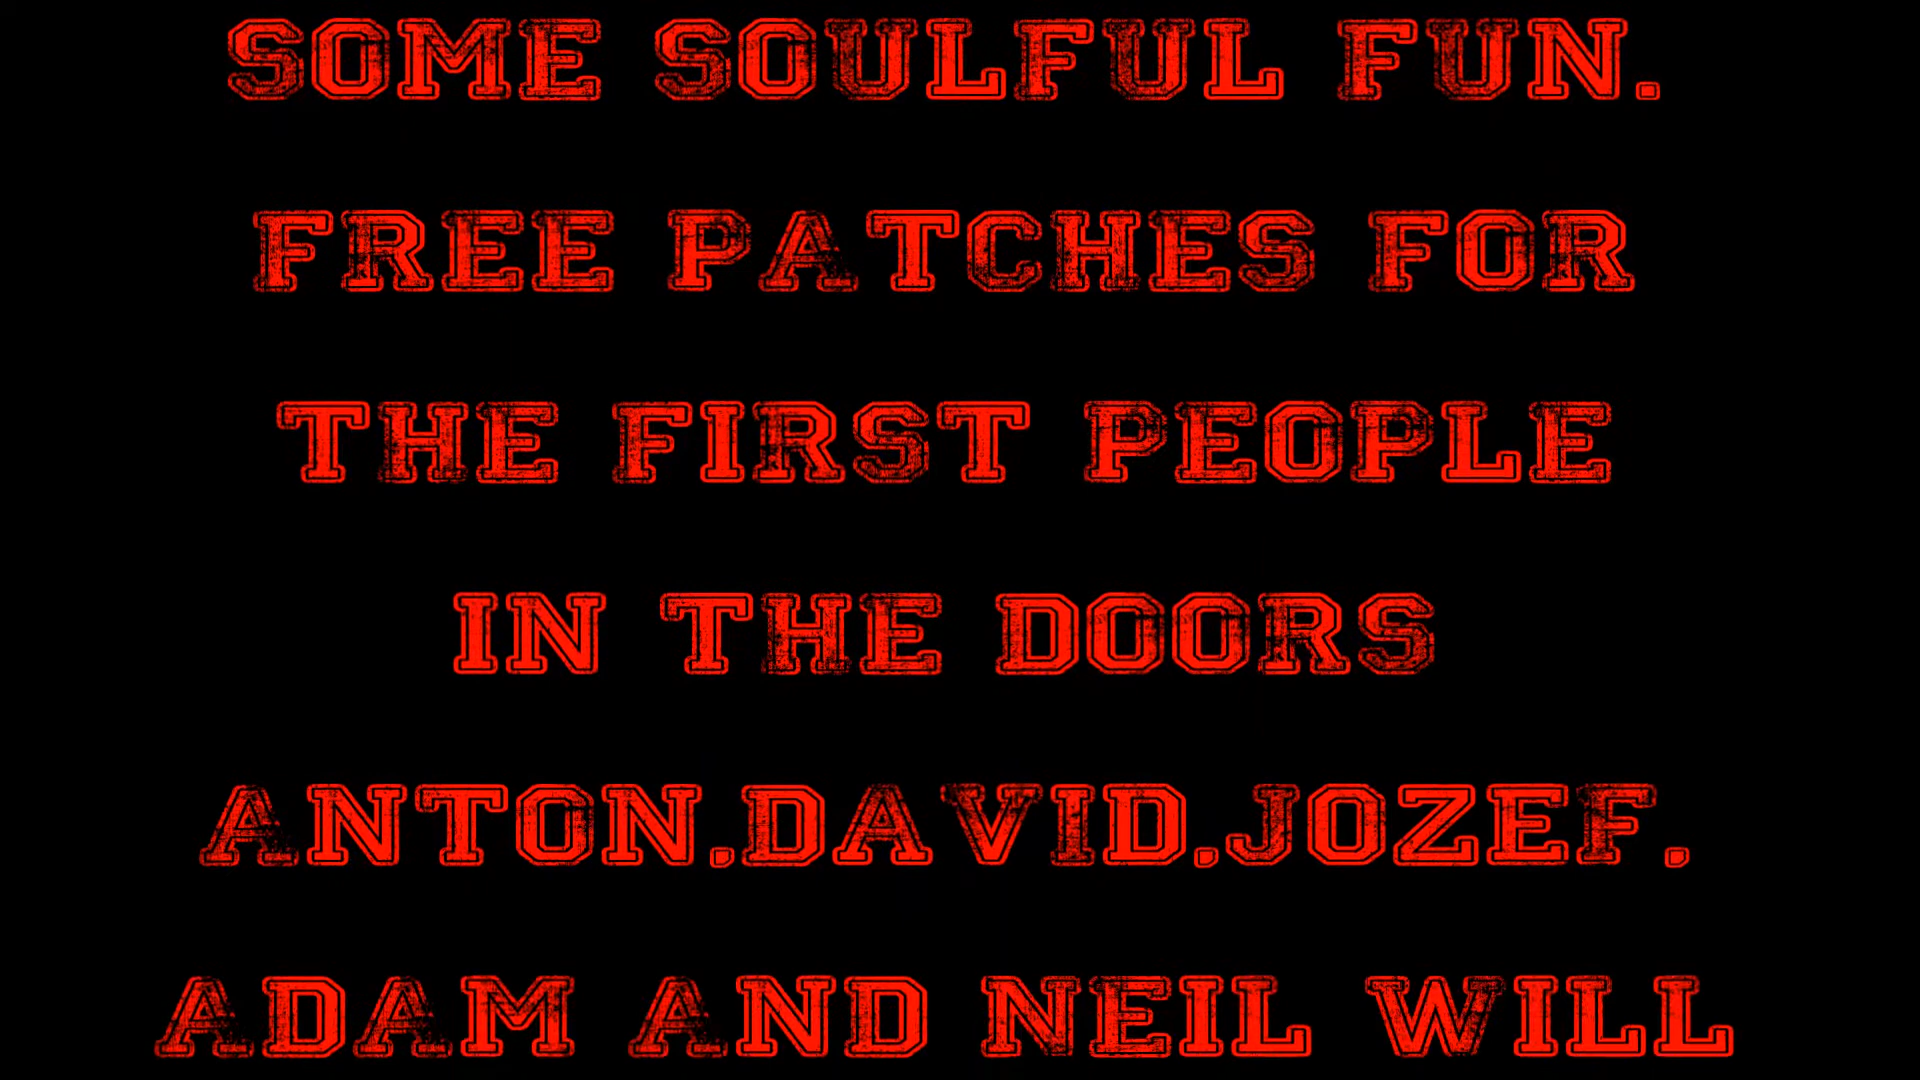 SOME SOULFUL FUN.
FREE PATCHES FOR
THE FIRST PEOPLE
IN THE DOORS
ANTON.DAVID.JOZEF.
ADAM AND NEIL WILL